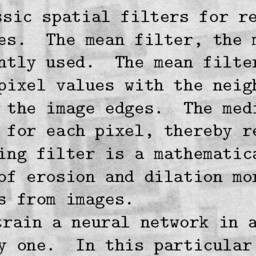 ssic spatial filters for re
es. The mean filter, the m
ntly used. The mean filter
pixel values with the neigh
the image edges. The med
for each pixel, thereby re
ing filter is a mathematica
of erosion and dilation mor
s from images.
train a neural network in a
y one. In this particular